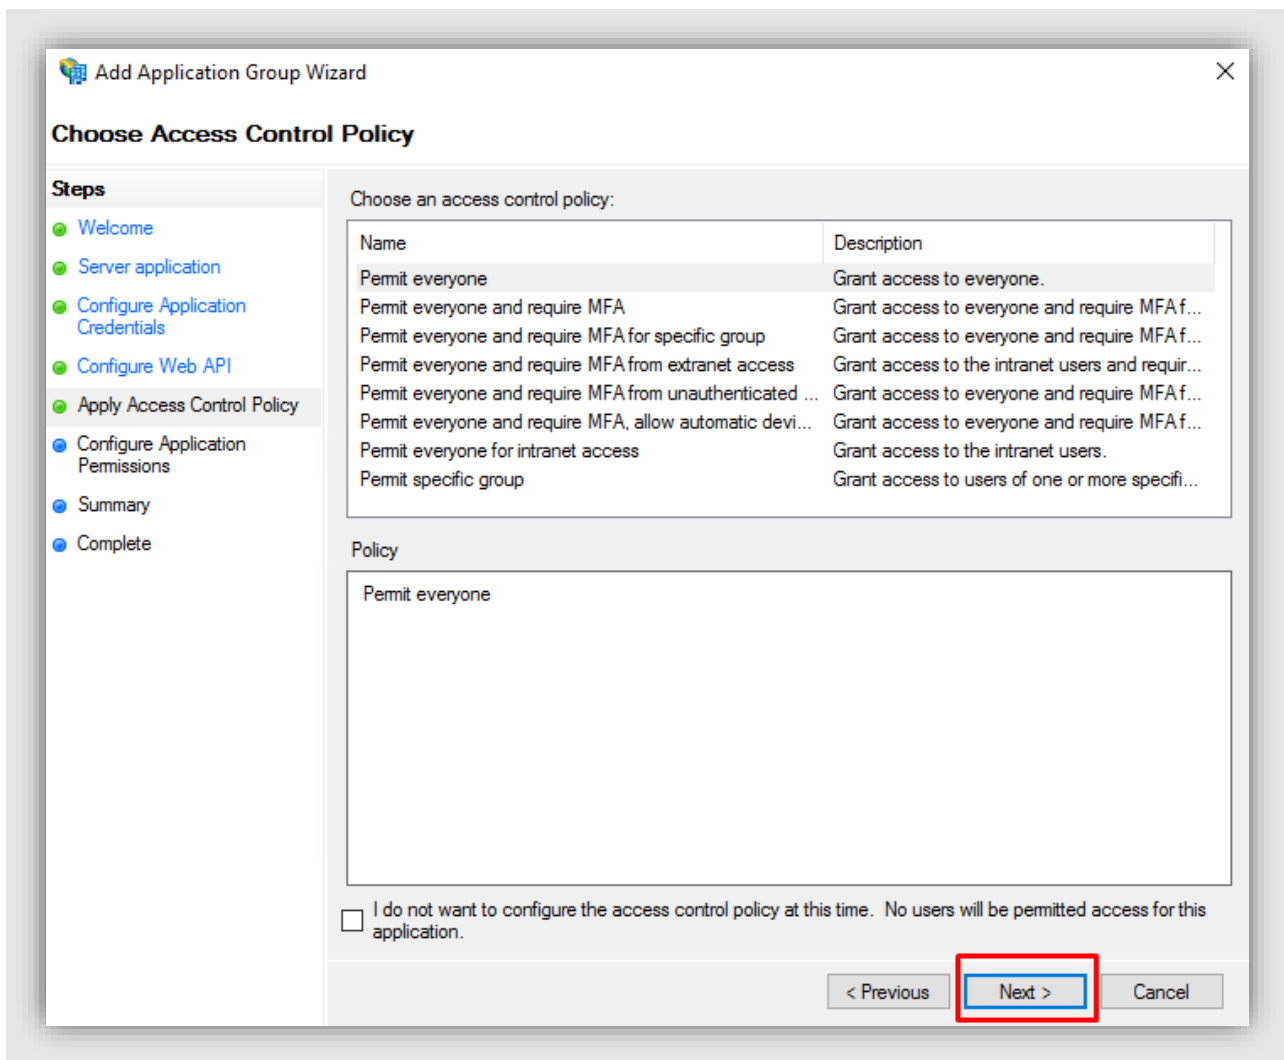 Add Application Group Wizard
Choose Access Control Policy
Steps
Welcome
Server application
Configure Application
Credentials
Configure Web API
Apply Access Control Policy
Configure Application
Permissions
Summary
Complete
Choose an access control policy:
Name Description
Permit everyone Grant access to everyone.
Permit everyone and require MFA Grant access to everyone and require MFA f...
Permit everyone and require MFA for specific group Grant access to everyone and require MFA f...
Permit everyone and require MFA from extranet access Grant access to the intranet users and requir...
Permit everyone and require MFA from unauthenticated ... Grant access to everyone and require MFA f...
Permit everyone and require MFA, allow automatic devi... Grant access to everyone and require MFA f...
Permit everyone for intranet access Grant access to the intranet users.
Permit specific group Grant access to users of one or more specifi...
Policy
Permit everyone
I do not want to configure the access control policy at this time. No users will be permitted access for this
application.
< Previous Next > Cancel